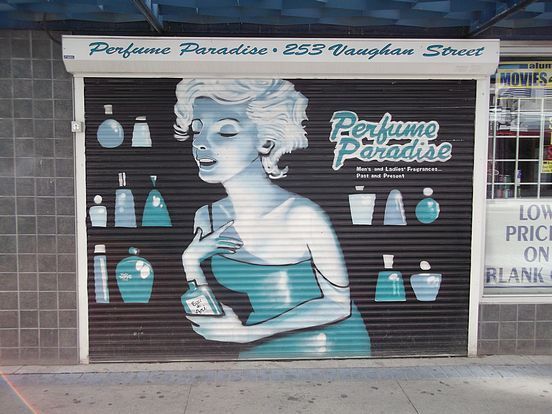 Perfume Paradise • 253 Vaughan Street
Perfume
Paradise
Men's and Ladies' Fragrances...
Past and Present
MOVIES
LOW
PRIC
ON
BLANK